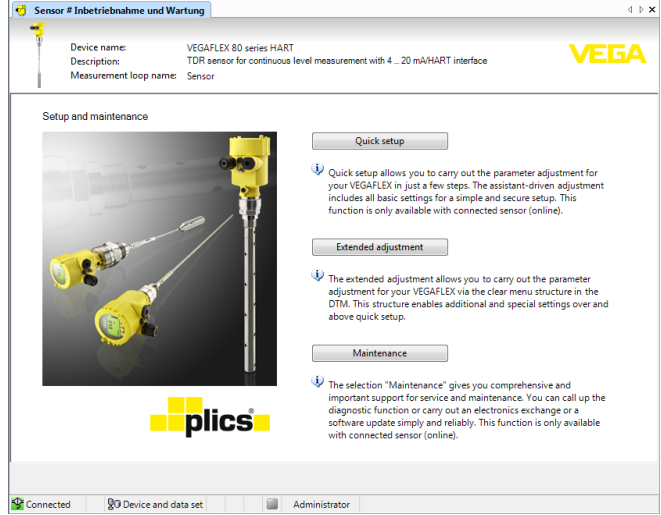 Sensor # Inbetriebnahme und Wartung
Device name: VEGAFLEX 80 series HART
Description: TDR sensor for continuous level measurement with 4 .. 20 mA/HART interface
Measurement loop name: Sensor
VEGA
Setup and maintenance
Quick setup
Quick setup allows you to carry out the parameter adjustment for
your VEGAFLEX in just a few steps. The assistant-driven adjustment
includes all basic settings for a simple and secure setup. This
function is only available with connected sensor (online).
Extended adjustment
The extended adjustment allows you to carry out the parameter
adjustment for your VEGAFLEX via the clear menu structure in the
DTM. This structure enables additional and special settings over and
above quick setup.
Maintenance
The selection "Maintenance" gives you comprehensive and
important support for service and maintenance. You can call up the
diagnostic function or carry out an electronics exchange or a
software update simply and reliably. This function is only available
with connected sensor (online).
plics®
Connected
Device and data set
Administrator